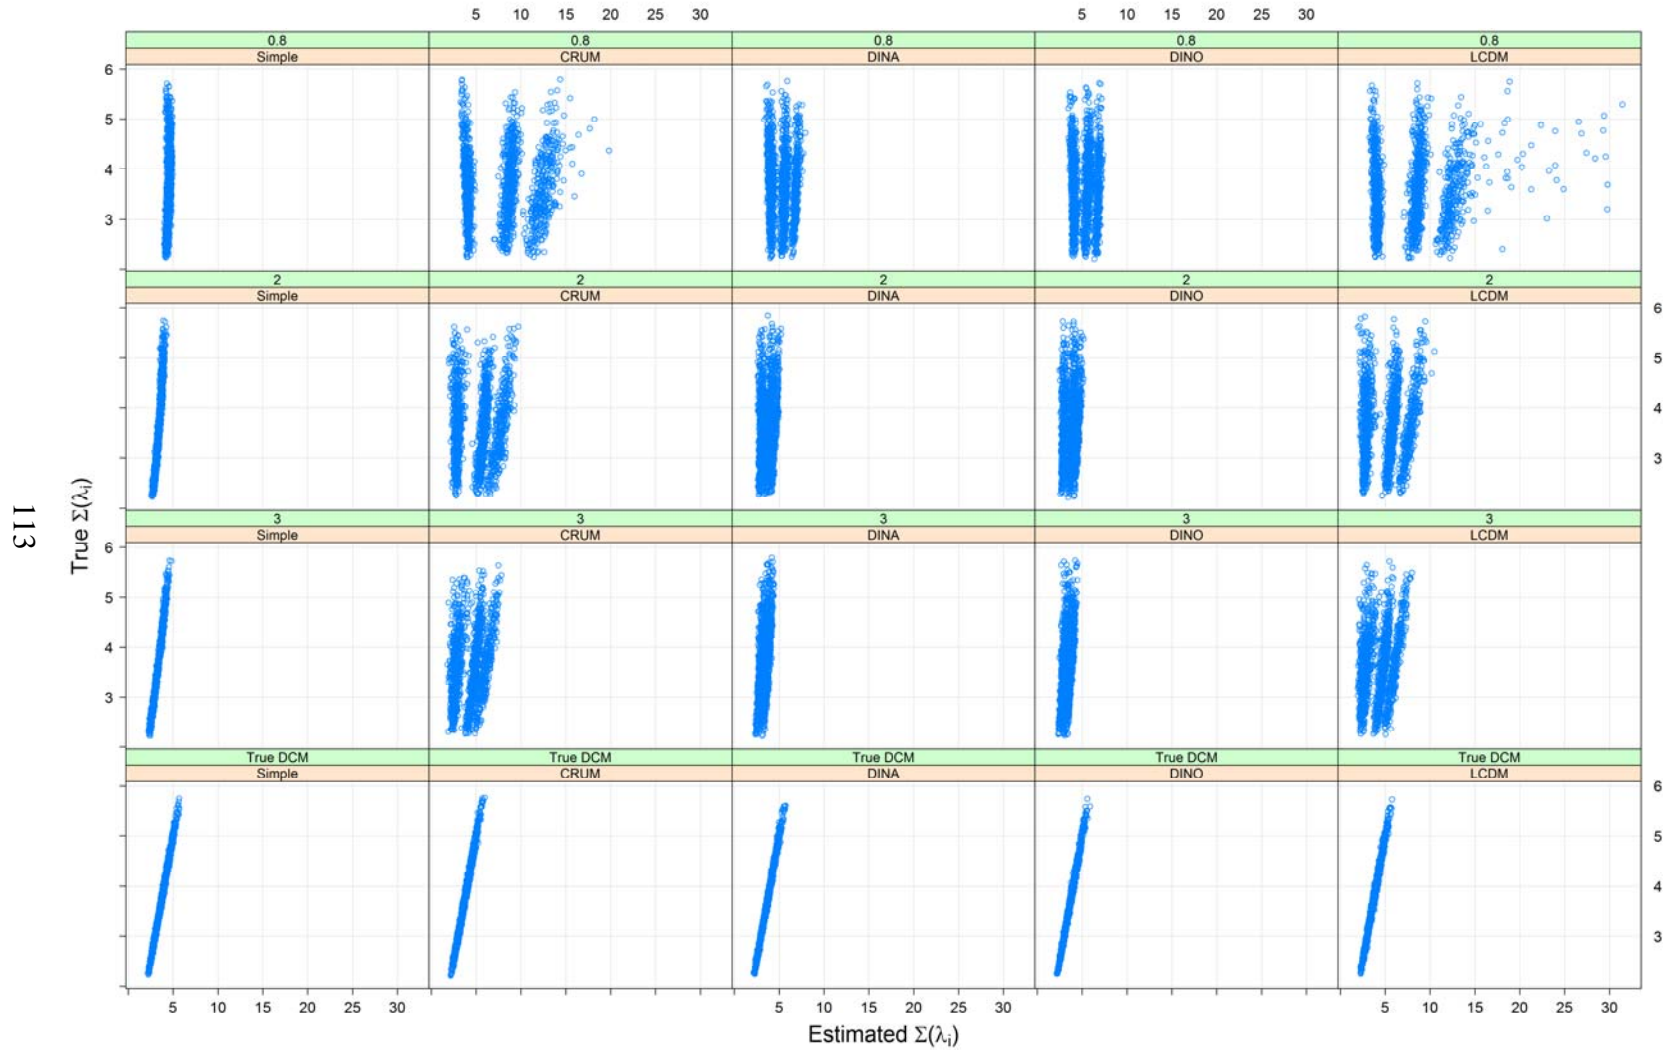 5 10 15 20 25 30 5 10 15 20 25 30
0.8 0.8 0.8 0.8 0.8
Simple CRUM DINA DINO LCDM
6
5
4
3
2 2 2 2 2
Simple CRUM DINA DINO LCDM
6
5
4
3
3 3 3 3 3
Simple CRUM DINA DINO LCDM
6
5
4
3
True DCM True DCM True DCM True DCM True DCM
Simple CRUM DINA DINO LCDM
6
5
4
3
5 10 15 20 25 30 5 10 15 20 25 30 5 10 15 20 25 30
Estimated Σ(λi)
True Σ(λi)
113